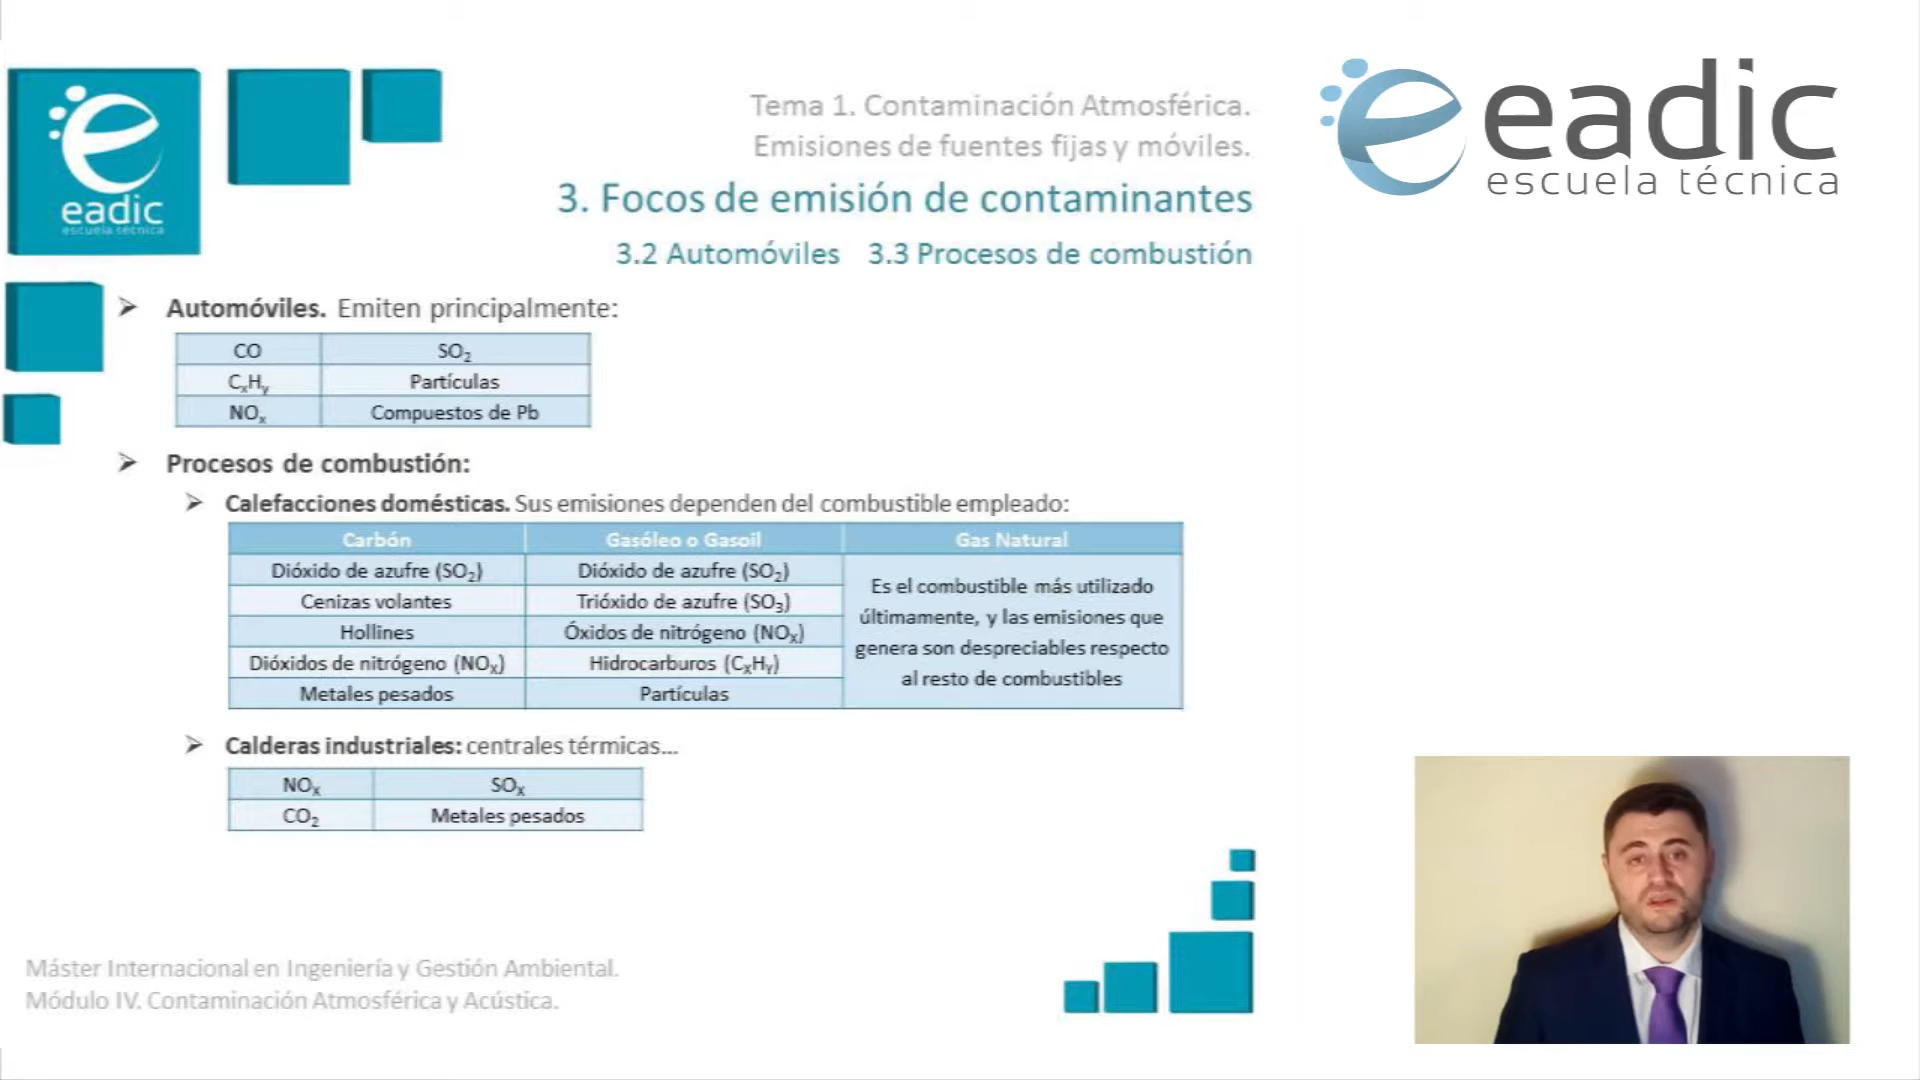 eadic
escuela técnica
Tema 1. Contaminación Atmosférica.
Emisiones de fuentes fijas y móviles.
3. Focos de emisión de contaminantes
3.2 Automóviles 3.3 Procesos de combustión
eadic
escuela técnica
➢ Automóviles. Emiten principalmente:
CO SO₂
CₓHᵧ Partículas
NOₓ Compuestos de Pb
➢ Procesos de combustión:
➢ Calefacciones domésticas. Sus emisiones dependen del combustible empleado:
Carbón Gasóleo o Gasoil Gas Natural
Dióxido de azufre (SO₂) Dióxido de azufre (SO₂)
Cenizas volantes Trióxido de azufre (SO₃)
Hollines Óxidos de nitrógeno (NOₓ)
Dióxidos de nitrógeno (NOₓ) Hidrocarburos (CₓHᵧ)
Metales pesados Partículas
Es el combustible más utilizado
últimamente, y las emisiones que
genera son despreciables respecto
al resto de combustibles
➢ Calderas industriales: centrales térmicas...
NOₓ SOₓ
CO₂ Metales pesados
Máster Internacional en Ingeniería y Gestión Ambiental.
Módulo IV. Contaminación Atmosférica y Acústica.